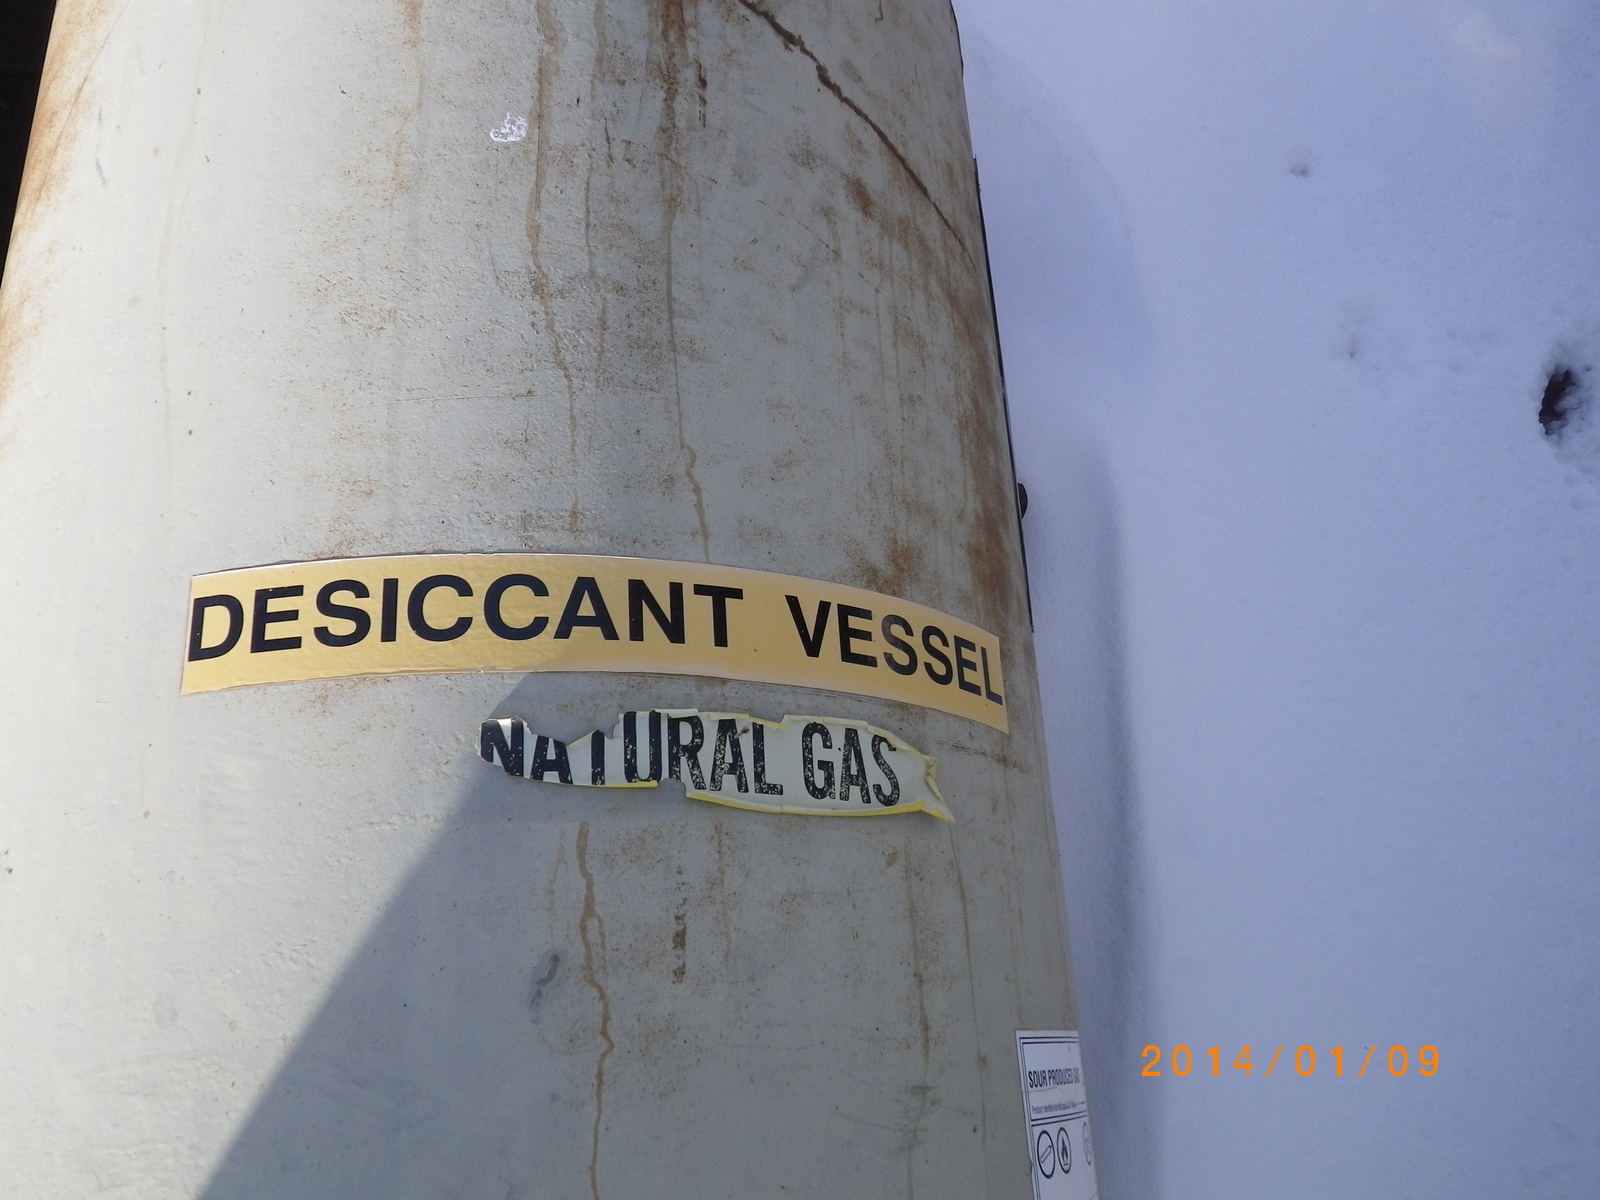 DESICCANT VESSEL
NATURAL GAS
SOUR PRODUCED GAS
2014/01/09